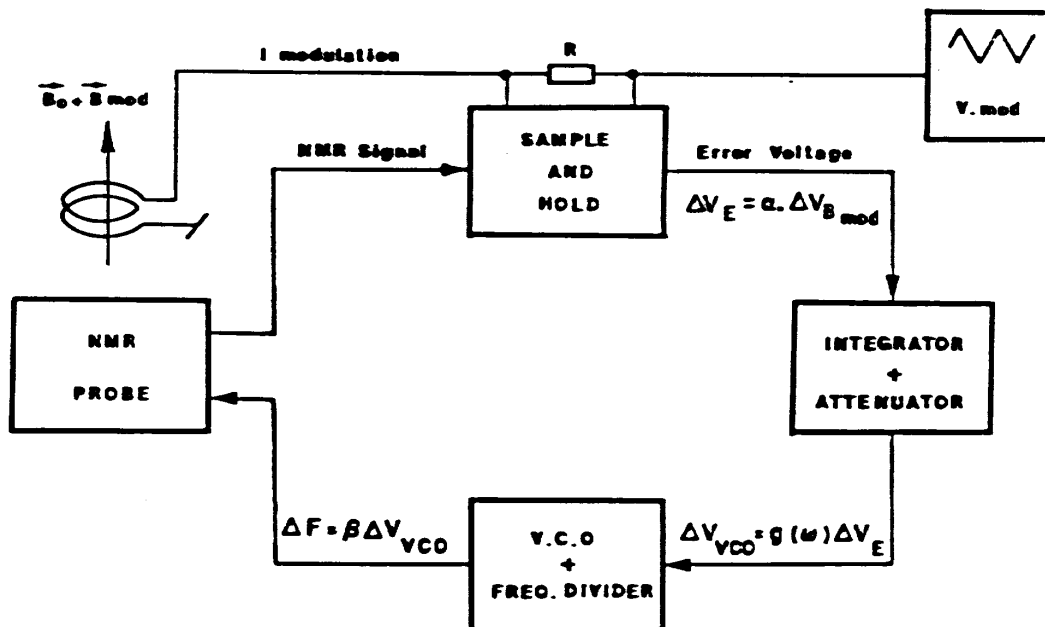 I modulation
R
V.mod
B₀ + B mod
NMR Signal
SAMPLE
AND
HOLD
Error Voltage
ΔV_E = α. ΔV_B mod
NMR
PROBE
INTEGRATOR
+
ATTENUATOR
ΔF = β ΔV_VCO
V.C.O
+
FREQ. DIVIDER
ΔV_VCO = g(ω) ΔV_E